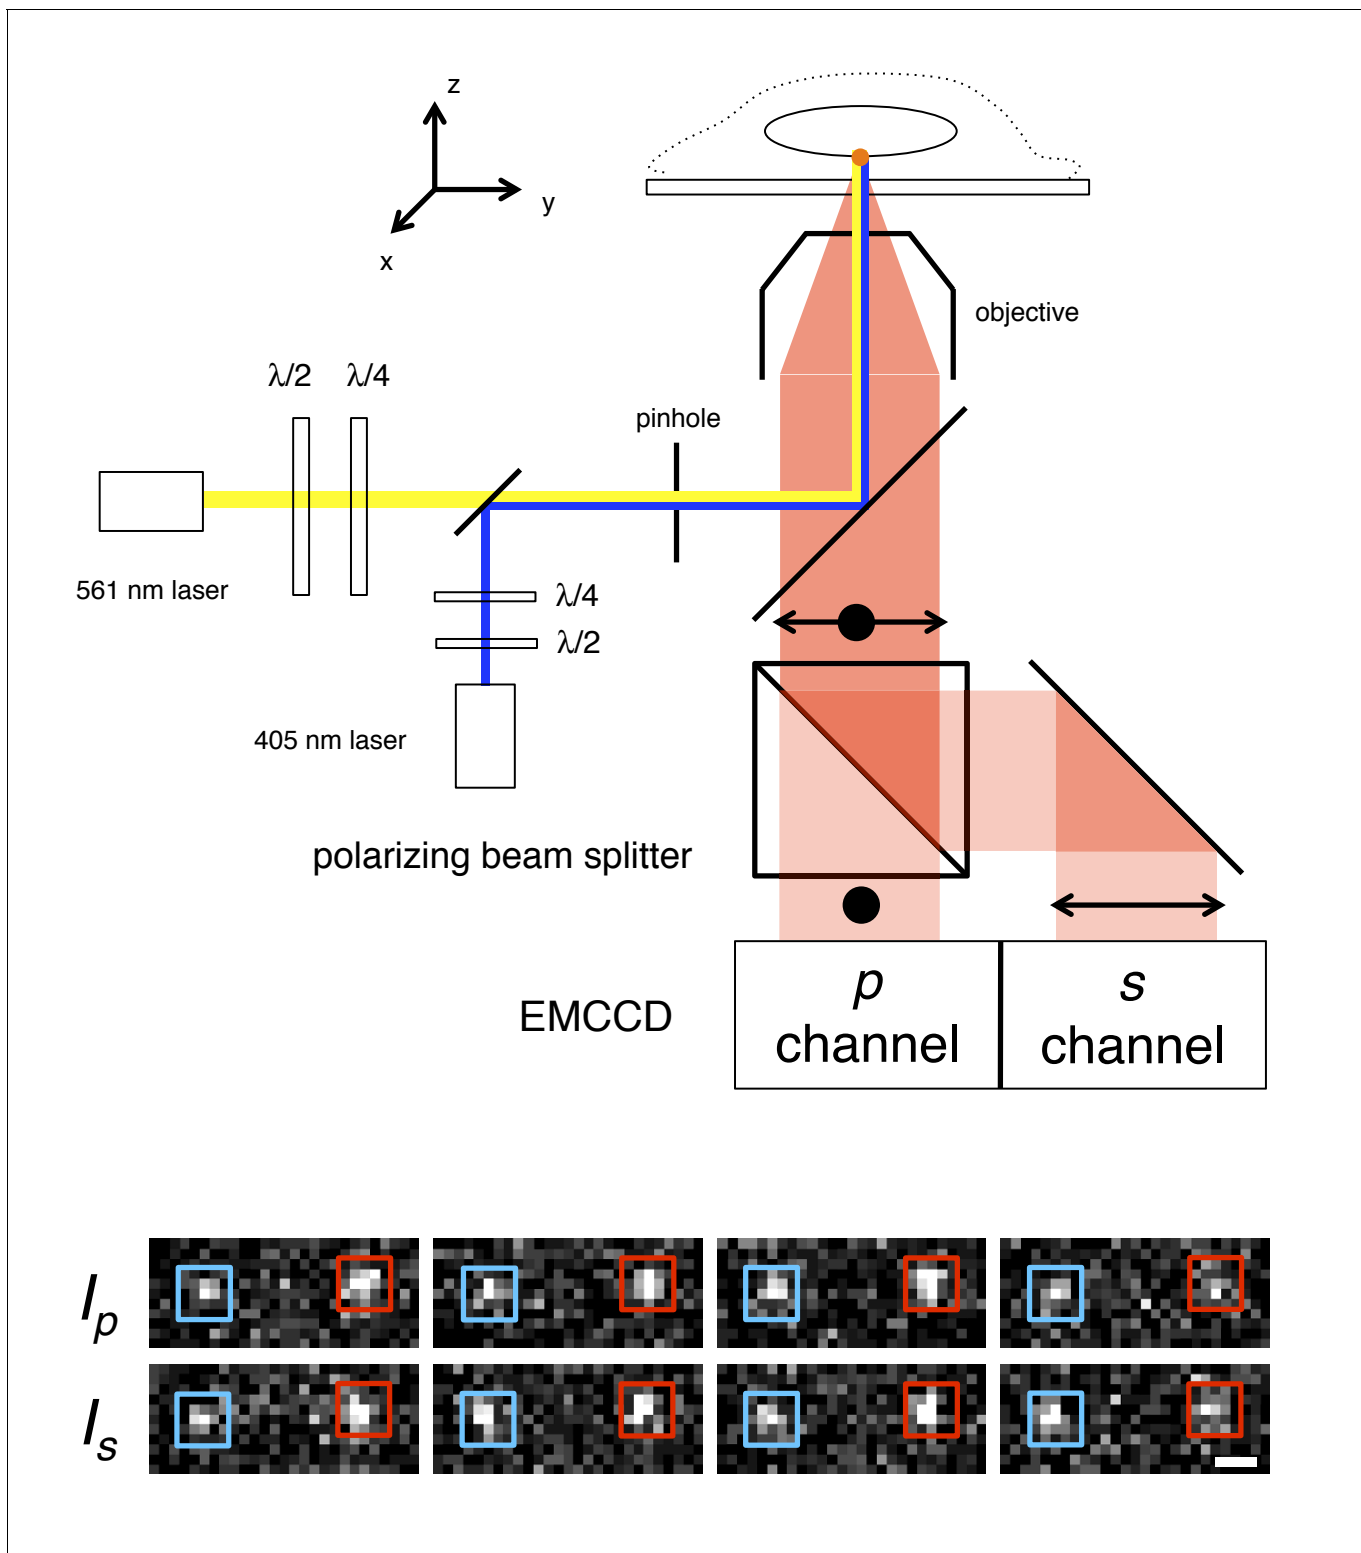 z
y
x
objective
λ/2 λ/4
pinhole
561 nm laser
λ/4
λ/2
405 nm laser
polarizing beam splitter
EMCCD
p
channel
s
channel
Ip
Is